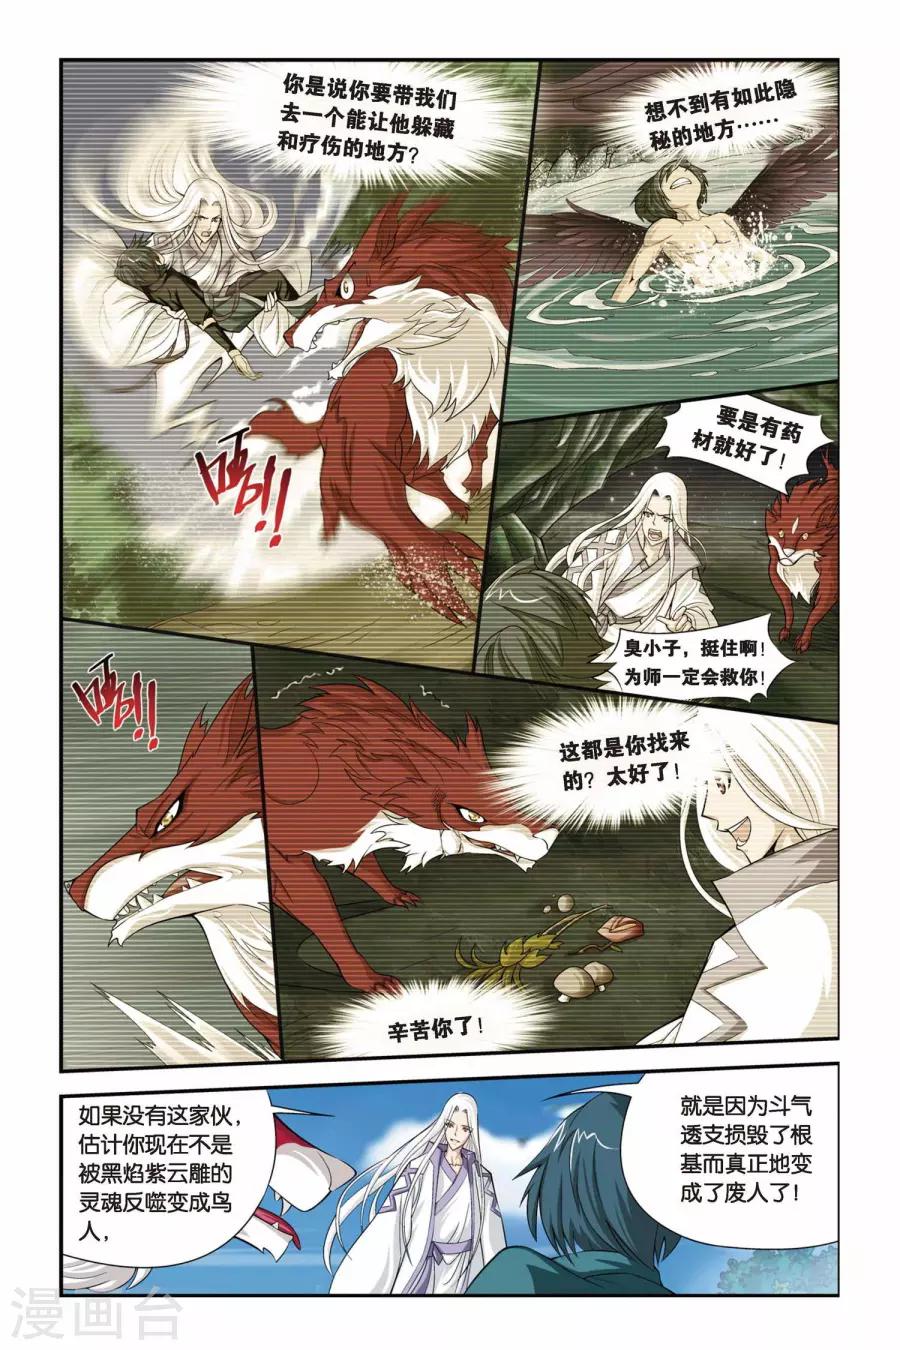 你是说你要带我们
去一个能让他躲藏
和疗伤的地方？
想不到有如此隐
秘的地方……
要是有药
材就好了！
臭小子，挺住啊！
为师一定会救你！
这都是你找来
的？太好了！
辛苦你了！
如果没有这家伙，
估计你现在不是
被黑焰紫云雕的
灵魂反噬变成鸟
人，
就是因为斗气
透支损毁了根
基而真正地变
成了废人了！
漫画台